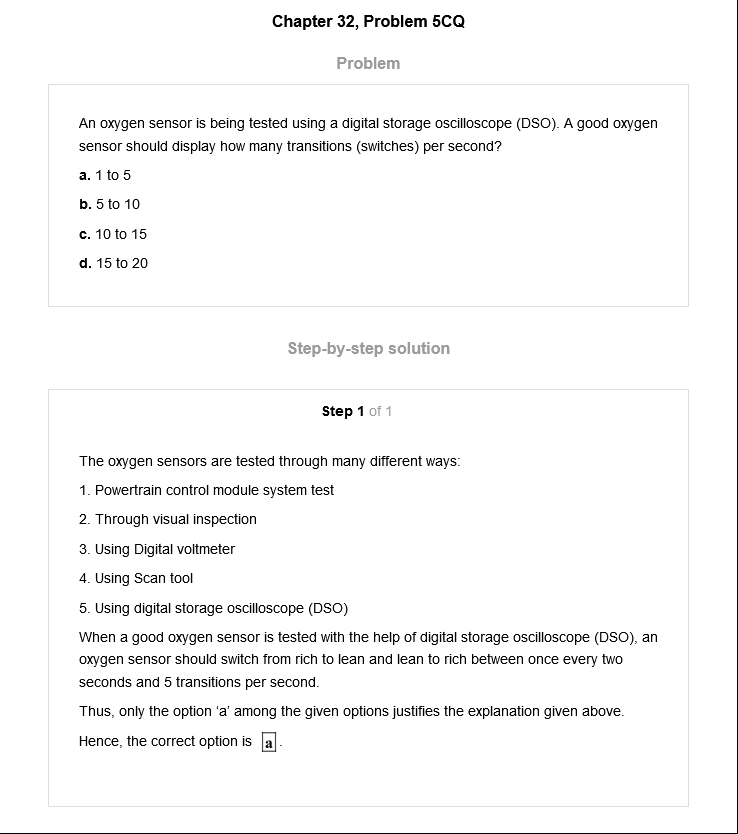 Chapter 32, Problem 5CQ
Problem
An oxygen sensor is being tested using a digital storage oscilloscope (DSO). A good oxygen
sensor should display how many transitions (switches) per second?
a. 1 to 5
b. 5 to 10
c. 10 to 15
d. 15 to 20
Step-by-step solution
Step 1 of 1
The oxygen sensors are tested through many different ways:
1. Powertrain control module system test
2. Through visual inspection
3. Using Digital voltmeter
4. Using Scan tool
5. Using digital storage oscilloscope (DSO)
When a good oxygen sensor is tested with the help of digital storage oscilloscope (DSO), an
oxygen sensor should switch from rich to lean and lean to rich between once every two
seconds and 5 transitions per second.
Thus, only the option ‘a’ among the given options justifies the explanation given above.
Hence, the correct option is a.